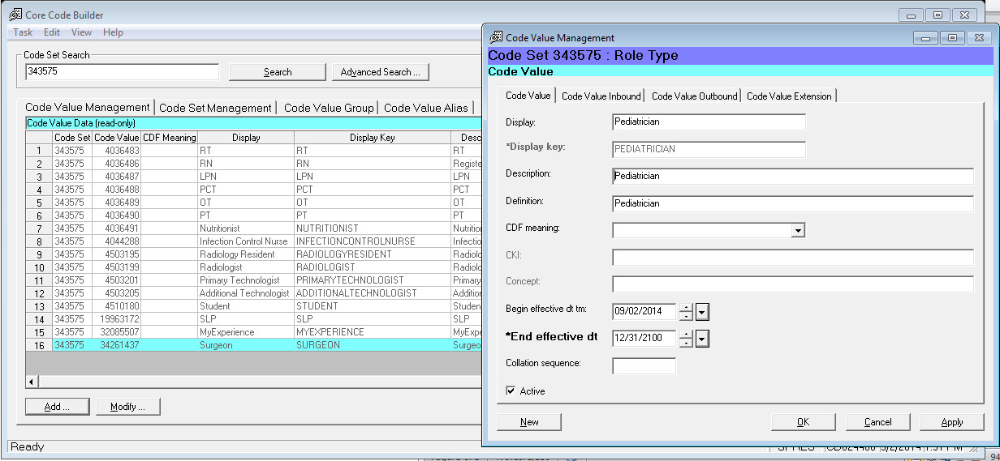 Core Code Builder
Task Edit View Help
Code Set Search
343575
Search
Advanced Search ...
Code Value Management Code Set Management Code Value Group Code Value Alias
Code Value Data (read-only)
Code Set Code Value CDF Meaning Display Display Key Desc
1 343575 4036483 RT RT RT
2 343575 4036486 RN RN Registe
3 343575 4036487 LPN LPN LPN
4 343575 4036488 PCT PCT PCT
5 343575 4036489 OT OT OT
6 343575 4036490 PT PT PT
7 343575 4036491 Nutritionist NUTRITIONIST Nutritio
8 343575 4044288 Infection Control Nurse INFECTIONCONTROLNURSE Infectio
9 343575 4503195 Radiology Resident RADIOLOGYRESIDENT Radiolo
10 343575 4503199 Radiologist RADIOLOGIST Radiolo
11 343575 4503201 Primary Technologist PRIMARYTECHNOLOGIST Primary
12 343575 4503205 Additional Technologist ADDITIONALTECHNOLOGIST Addition
13 343575 4510180 Student STUDENT Studen
14 343575 19963172 SLP SLP SLP
15 343575 32085507 MyExperience MYEXPERIENCE MyExpe
16 343575 34261437 Surgeon SURGEON Surgeo
Add ... Modify ...
Ready
Code Value Management
Code Set 343575 : Role Type
Code Value
Code Value Code Value Inbound Code Value Outbound Code Value Extension
Display: Pediatrician
*Display key: PEDIATRICIAN
Description: Pediatrician
Definition: Pediatrician
CDF meaning:
CKI:
Concept:
Begin effective dt tm: 09/02/2014
*End effective dt 12/31/2100
Collation sequence:
Active
New OK Cancel Apply